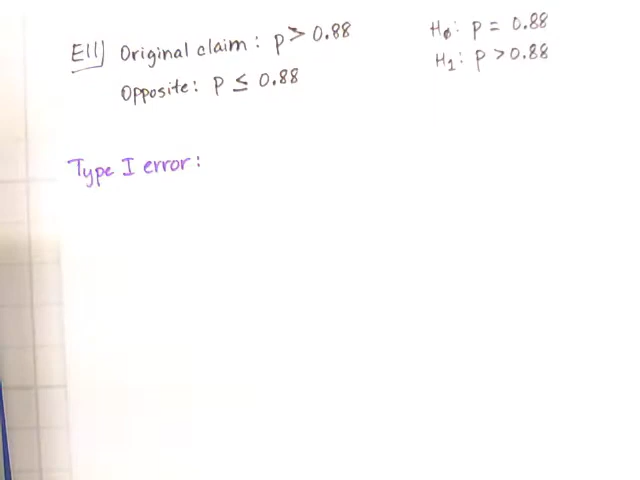 E11) Original claim: p > 0.88
Opposite: p ≤ 0.88
H₀: p = 0.88
H₁: p > 0.88
Type I error: